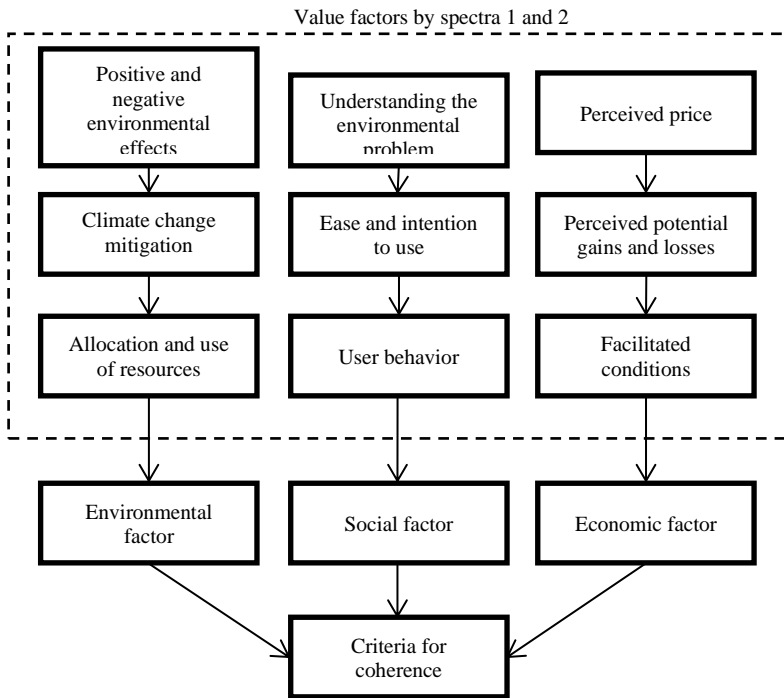 Value factors by spectra 1 and 2
Positive and
negative
environmental
effects
Understanding the
environmental
problem
Perceived price
Climate change
mitigation
Ease and intention
to use
Perceived potential
gains and losses
Allocation and use
of resources
User behavior
Facilitated
conditions
Environmental
factor
Social factor
Economic factor
Criteria for
coherence